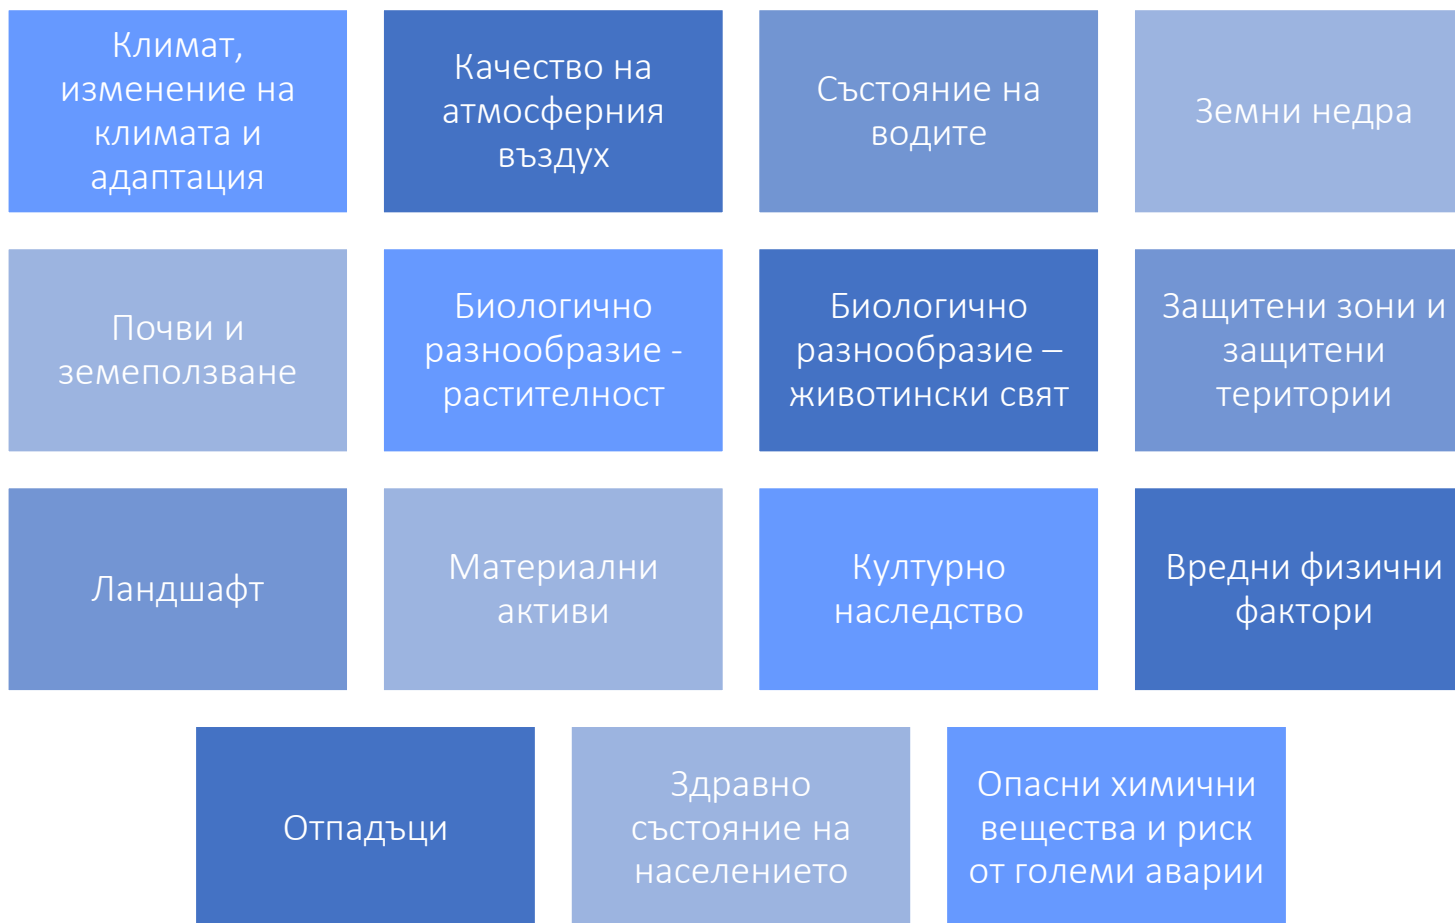 Климат,
изменение на
климата и
адаптация
Качество на
атмосферния
въздух
Състояние на
водите
Земни недра
Почви и
земеползване
Биологично
разнообразие -
растителност
Биологично
разнообразие –
животински свят
Защитени зони и
защитени
територии
Ландшафт
Материални
активи
Културно
наследство
Вредни физични
фактори
Отпадъци
Здравно
състояние на
населението
Опасни химични
вещества и риск
от големи аварии